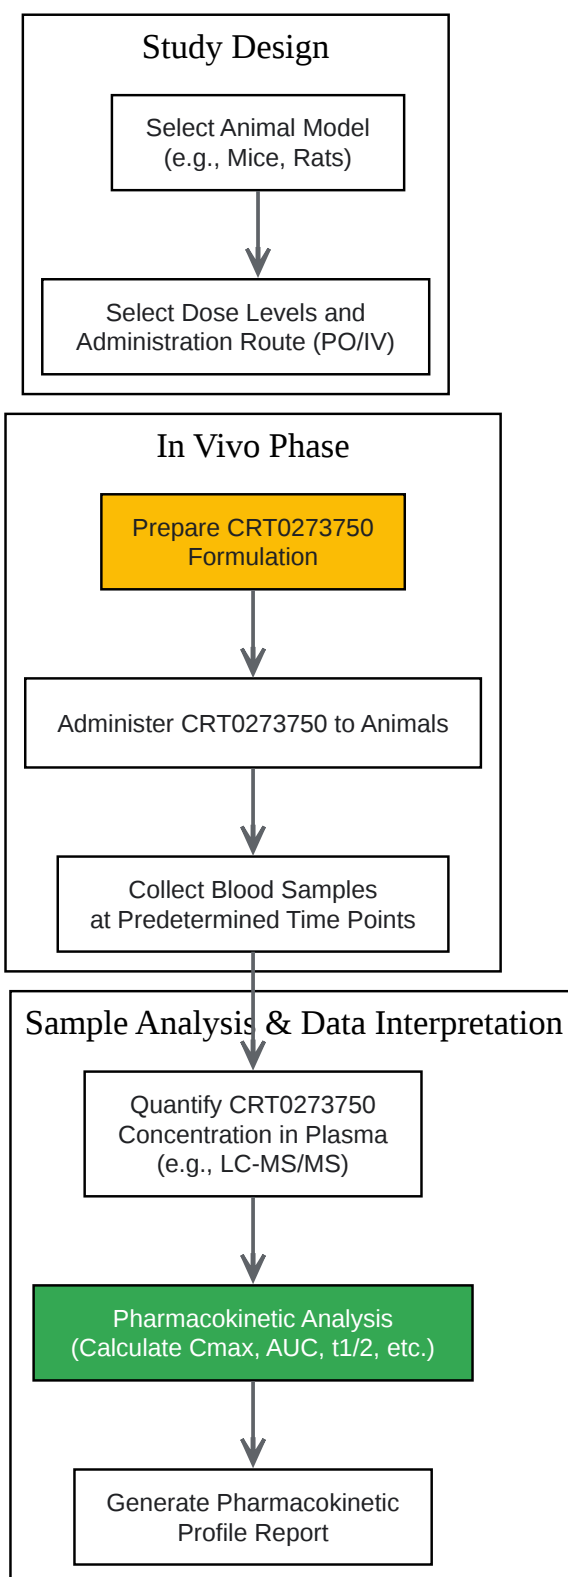 Study Design
Select Animal Model
(e.g., Mice, Rats)
Select Dose Levels and
Administration Route (PO/IV)
In Vivo Phase
Prepare CRT0273750
Formulation
Administer CRT0273750 to Animals
Collect Blood Samples
at Predetermined Time Points
Sample Analysis & Data Interpretation
Quantify CRT0273750
Concentration in Plasma
(e.g., LC-MS/MS)
Pharmacokinetic Analysis
(Calculate Cmax, AUC, t1/2, etc.)
Generate Pharmacokinetic
Profile Report